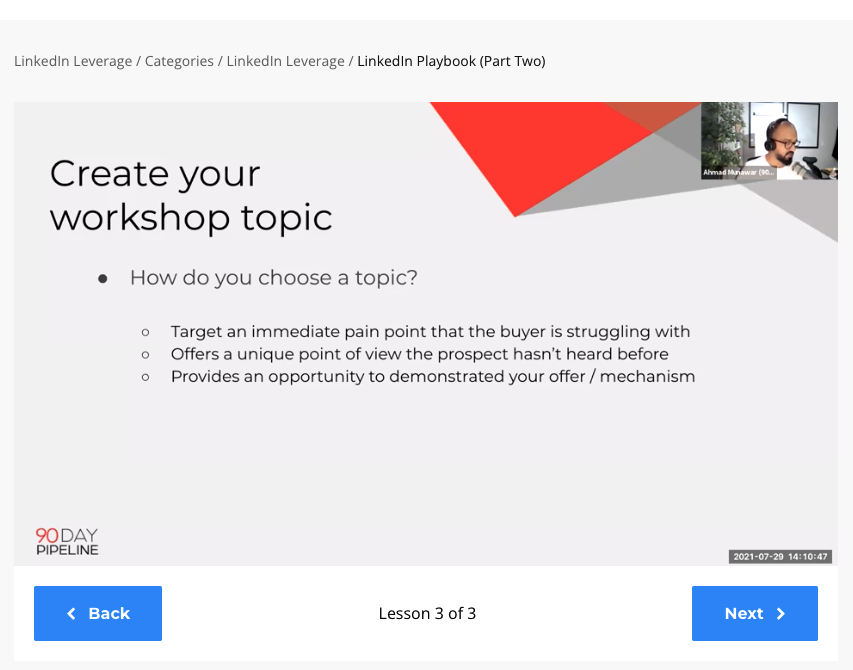 LinkedIn Leverage / Categories / LinkedIn Leverage / LinkedIn Playbook (Part Two)
Create your
workshop topic
Ahmad Munawar (90...
● How do you choose a topic?
○ Target an immediate pain point that the buyer is struggling with
○ Offers a unique point of view the prospect hasn't heard before
○ Provides an opportunity to demonstrated your offer / mechanism
90DAY
PIPELINE
2021-07-29 14:10:47
Back
Lesson 3 of 3
Next